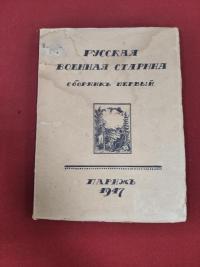 РУССКАЯ
ВОЕННАЯ СТАРИНА
СБОРНИКЪ ПЕРВЫЙ
ПАРИЖЪ
1947